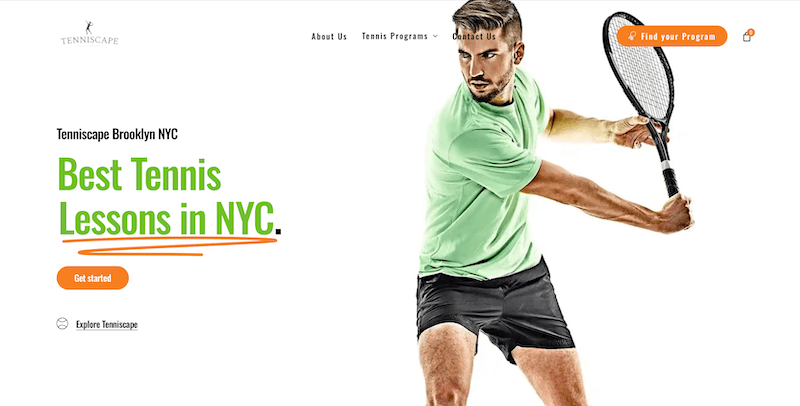 TENNISCAPE
About Us
Tennis Programs
Contact Us
Find your Program
0
Tenniscape Brooklyn NYC
Best Tennis
Lessons in NYC.
Get started
Explore Tenniscape